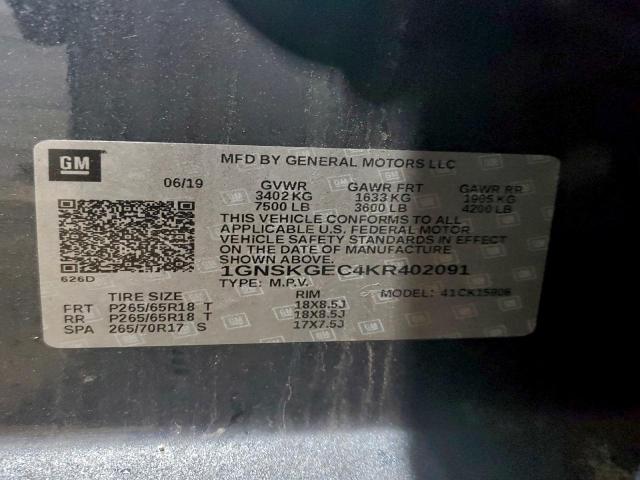 GM
MFD BY GENERAL MOTORS LLC
06/19 GVWR GAWR FRT GAWR RR
3402 KG 1633 KG 1905 KG
7500 LB 3600 LB 4200 LB
THIS VEHICLE CONFORMS TO ALL
APPLICABLE U.S. FEDERAL MOTOR
VEHICLE SAFETY STANDARDS IN EFFECT
ON THE DATE OF MANUFACTURE
SHOWN ABOVE.
626D
1GNSKGEC4KR402091
TYPE: M.P.V. MODEL: 41CK15906
TIRE SIZE RIM
FRT P265/65R18 T 18X8.5J
RR P265/65R18 T 18X8.5J
SPA 265/70R17 S 17X7.5J